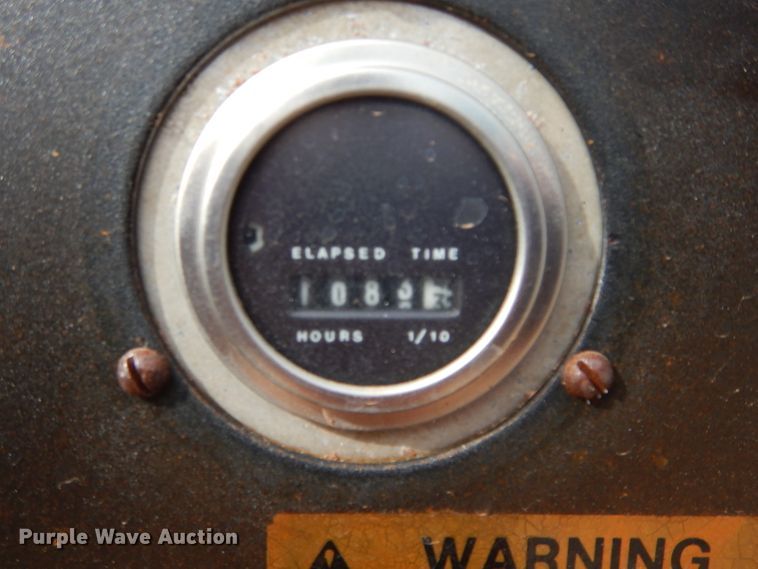 ELAPSED TIME
108
HOURS 1/10
WARNING
Purple Wave Auction